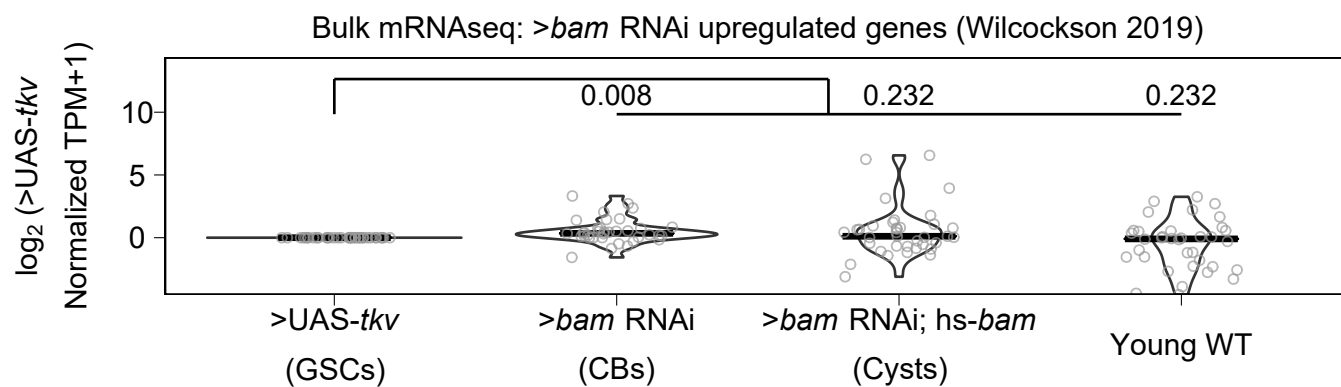 Bulk mRNAseq: >bam RNAi upregulated genes (Wilcockson 2019)
log2 (>UAS-tkv
Normalized TPM+1)
10
5
0
0.008
0.232
0.232
>UAS-tkv
(GSCs)
>bam RNAi
(CBs)
>bam RNAi; hs-bam
(Cysts)
Young WT